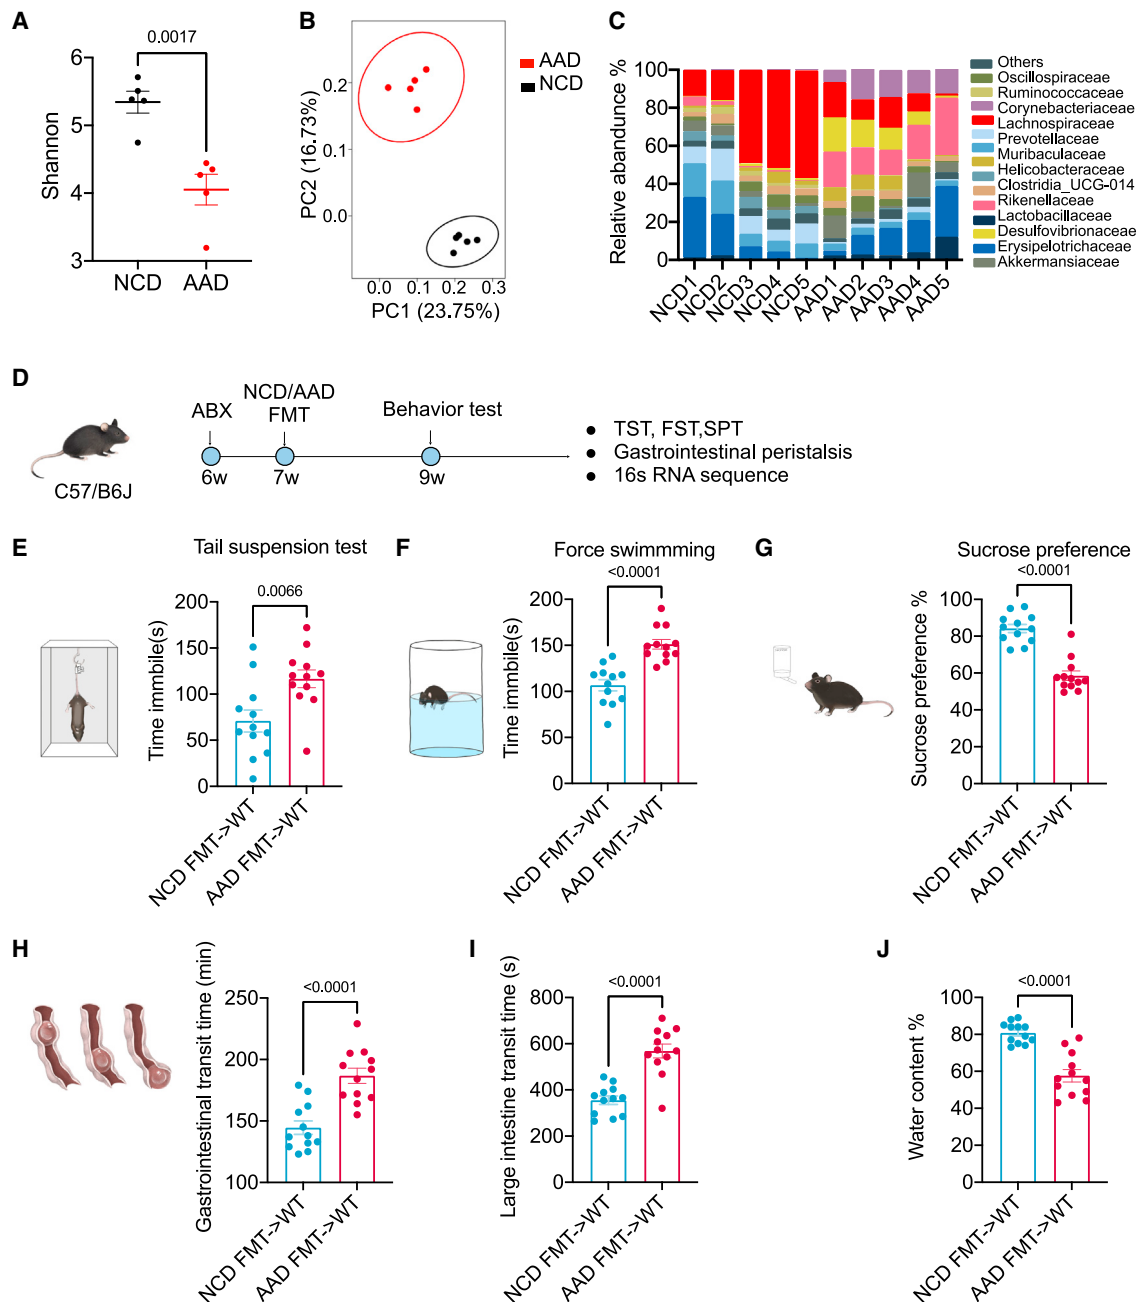 A
0.0017
Shannon
6
5
4
3
NCD
AAD
B
PC2 (16.73%)
0.2
0.1
0.0
0.0
0.1
0.2
0.3
PC1 (23.75%)
AAD
NCD
C
Relative abundance %
100
80
60
40
20
0
NCD1
NCD2
NCD3
NCD4
NCD5
AAD1
AAD2
AAD3
AAD4
AAD5
Others
Oscillospiraceae
Ruminococcaceae
Corynebacteriaceae
Lachnospiraceae
Prevotellaceae
Muribaculaceae
Helicobacteraceae
Clostridia_UCG-014
Rikenellaceae
Lactobacillaceae
Desulfovibrionaceae
Erysipelotrichaceae
Akkermansiaceae
D
C57/B6J
ABX
NCD/AAD
FMT
Behavior test
6w
7w
9w
● TST, FST,SPT
● Gastrointestinal peristalsis
● 16s RNA sequence
E
Tail suspension test
0.0066
Time immbile(s)
200
150
100
50
0
NCD FMT->WT
AAD FMT->WT
F
Force swimmming
<0.0001
Time immbile(s)
200
150
100
50
0
NCD FMT->WT
AAD FMT->WT
G
Sucrose preference
<0.0001
Sucrose preference %
100
80
60
40
20
0
NCD FMT->WT
AAD FMT->WT
H
<0.0001
Gastrointestinal transit time (min)
250
200
150
100
NCD FMT->WT
AAD FMT->WT
I
<0.0001
Large intestine transit time (s)
800
600
400
200
0
NCD FMT->WT
AAD FMT->WT
J
<0.0001
Water content %
100
80
60
40
20
0
NCD FMT->WT
AAD FMT->WT